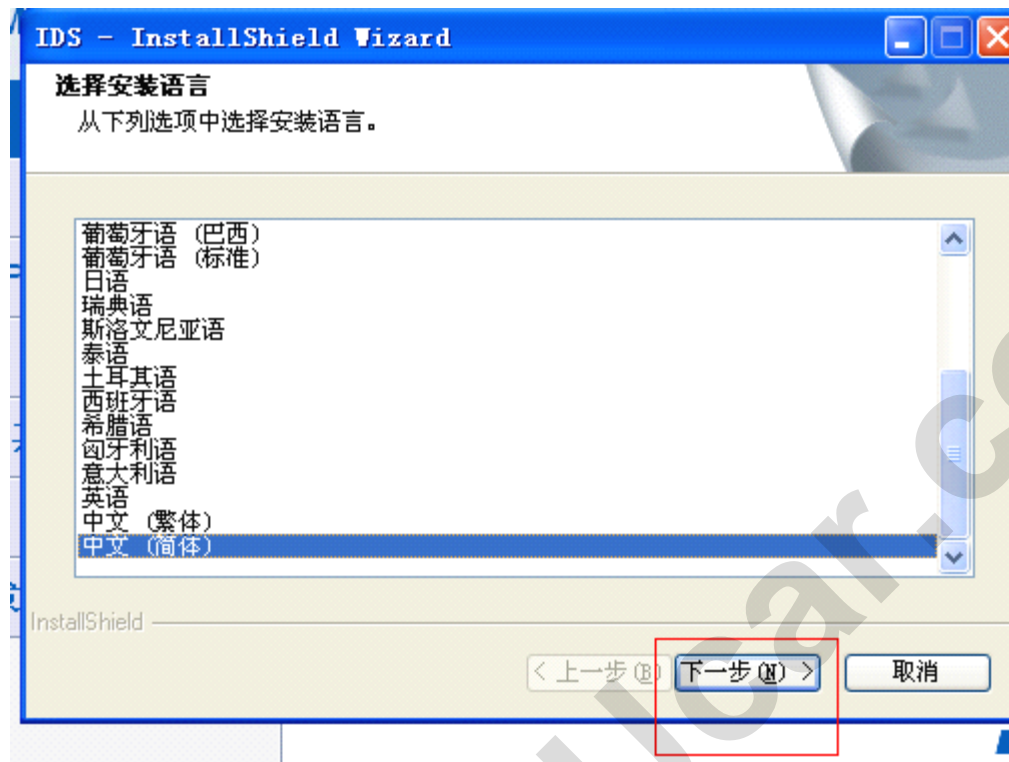 IDS - InstallShield Wizard
选择安装语言
从下列选项中选择安装语言。
葡萄牙语 (巴西)
葡萄牙语 (标准)
日语
瑞典语
斯洛文尼亚语
泰语
土耳其语
西班牙语
希腊语
匈牙利语
意大利语
英语
中文 (繁体)
中文 (简体)
InstallShield
< 上一步(B) 下一步(N) > 取消